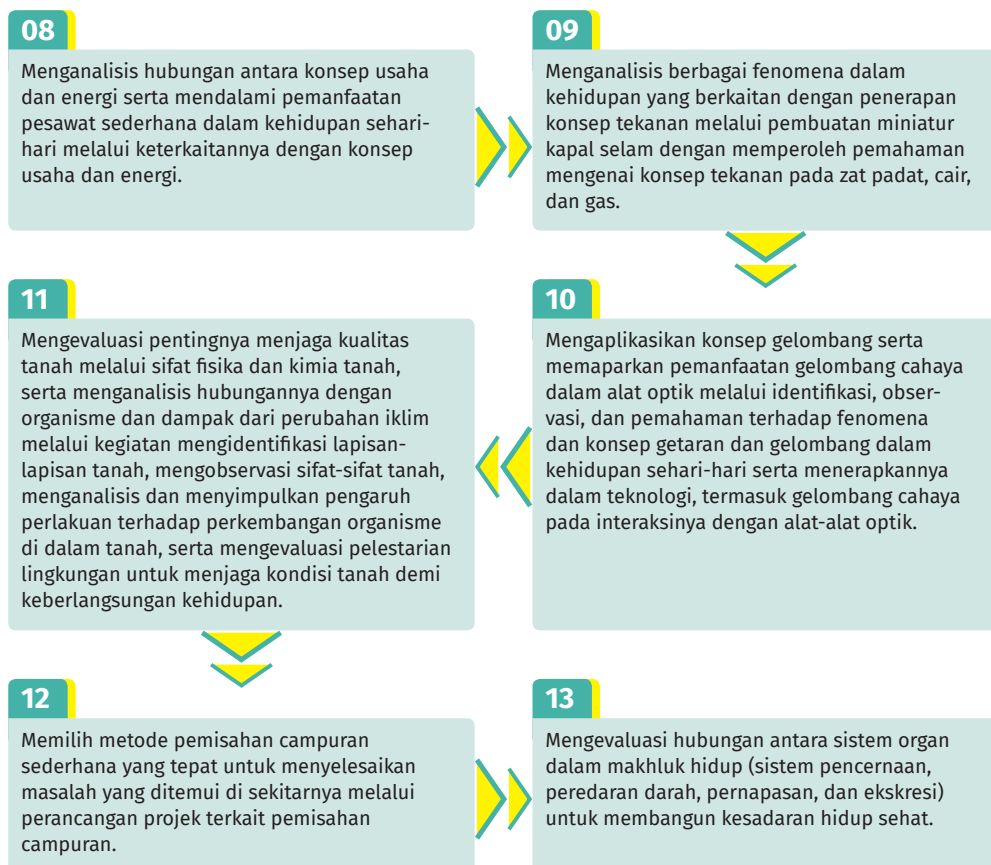 08
Menganalisis hubungan antara konsep usaha
dan energi serta mendalami pemanfaatan
pesawat sederhana dalam kehidupan sehari-
hari melalui keterkaitannya dengan konsep
usaha dan energi.
09
Menganalisis berbagai fenomena dalam
kehidupan yang berkaitan dengan penerapan
konsep tekanan melalui pembuatan miniatur
kapal selam dengan memperoleh pemahaman
mengenai konsep tekanan pada zat padat, cair,
dan gas.
10
Mengaplikasikan konsep gelombang serta
memaparkan pemanfaatan gelombang cahaya
dalam alat optik melalui identifikasi, obser-
vasi, dan pemahaman terhadap fenomena
dan konsep getaran dan gelombang dalam
kehidupan sehari-hari serta menerapkannya
dalam teknologi, termasuk gelombang cahaya
pada interaksinya dengan alat-alat optik.
11
Mengevaluasi pentingnya menjaga kualitas
tanah melalui sifat fisika dan kimia tanah,
serta menganalisis hubungannya dengan
organisme dan dampak dari perubahan iklim
melalui kegiatan mengidentifikasi lapisan-
lapisan tanah, mengobservasi sifat-sifat tanah,
menganalisis dan menyimpulkan pengaruh
perlakuan terhadap perkembangan organisme
di dalam tanah, serta mengevaluasi pelestarian
lingkungan untuk menjaga kondisi tanah demi
keberlangsungan kehidupan.
12
Memilih metode pemisahan campuran
sederhana yang tepat untuk menyelesaikan
masalah yang ditemui di sekitarnya melalui
perancangan projek terkait pemisahan
campuran.
13
Mengevaluasi hubungan antara sistem organ
dalam makhluk hidup (sistem pencernaan,
peredaran darah, pernapasan, dan ekskresi)
untuk membangun kesadaran hidup sehat.